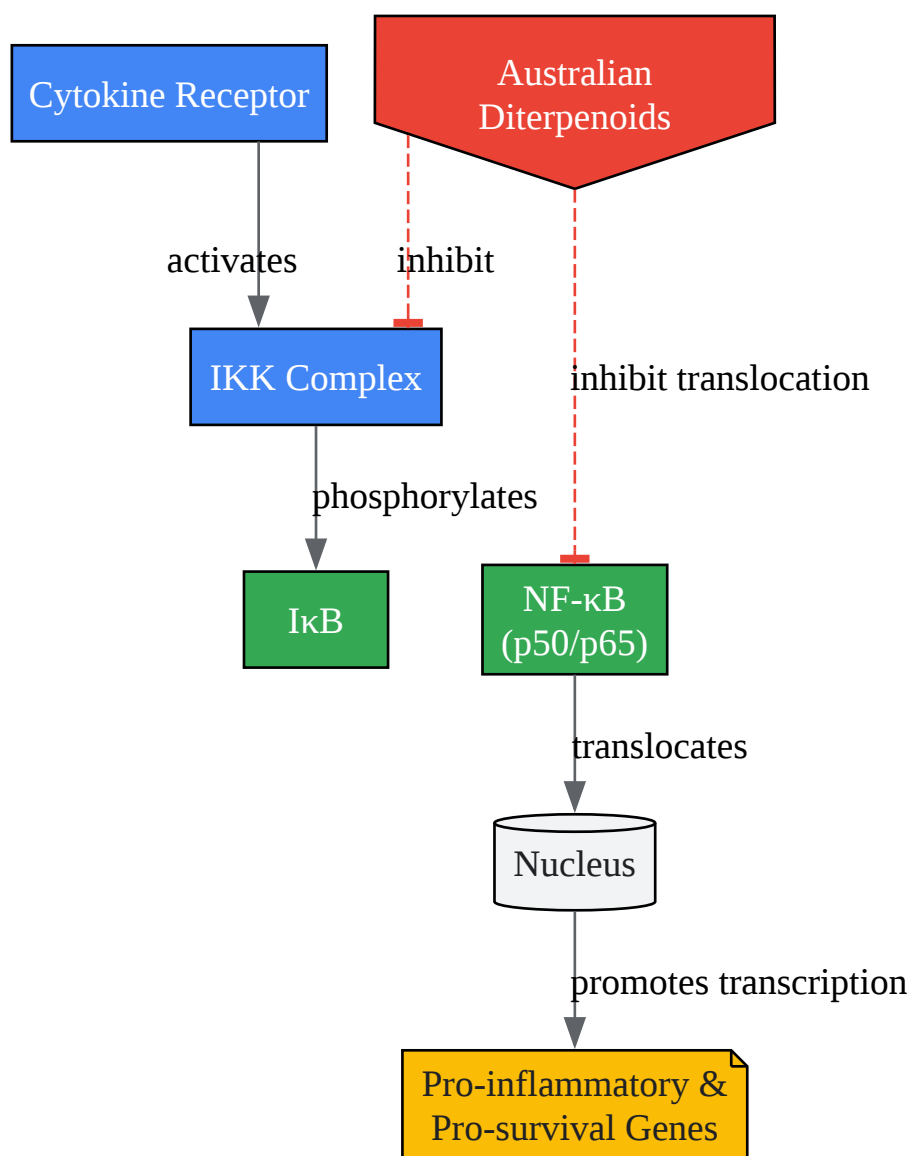 Cytokine Receptor
Australian
Diterpenoids
activates
inhibit
IKK Complex
inhibit translocation
phosphorylates
IκB
NF-κB
(p50/p65)
translocates
Nucleus
promotes transcription
Pro-inflammatory &
Pro-survival Genes